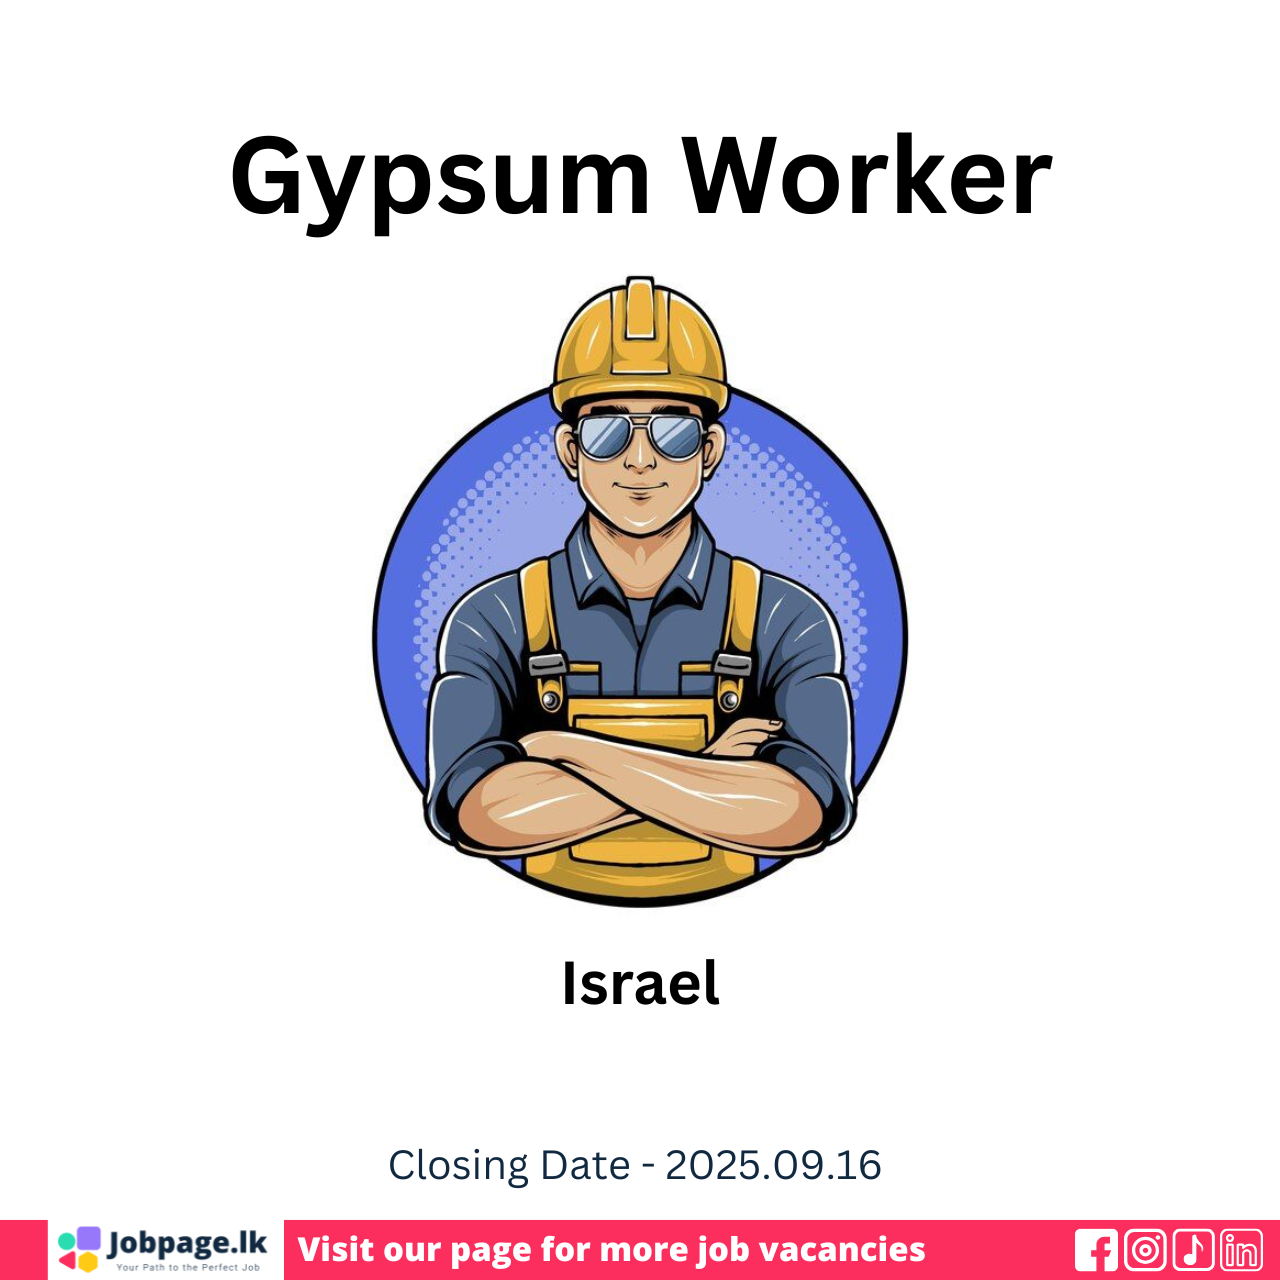 Gypsum Worker
Israel
Closing Date - 2025.09.16
Jobpage.lk
Your Path to the Perfect Job
Visit our page for more job vacancies
in